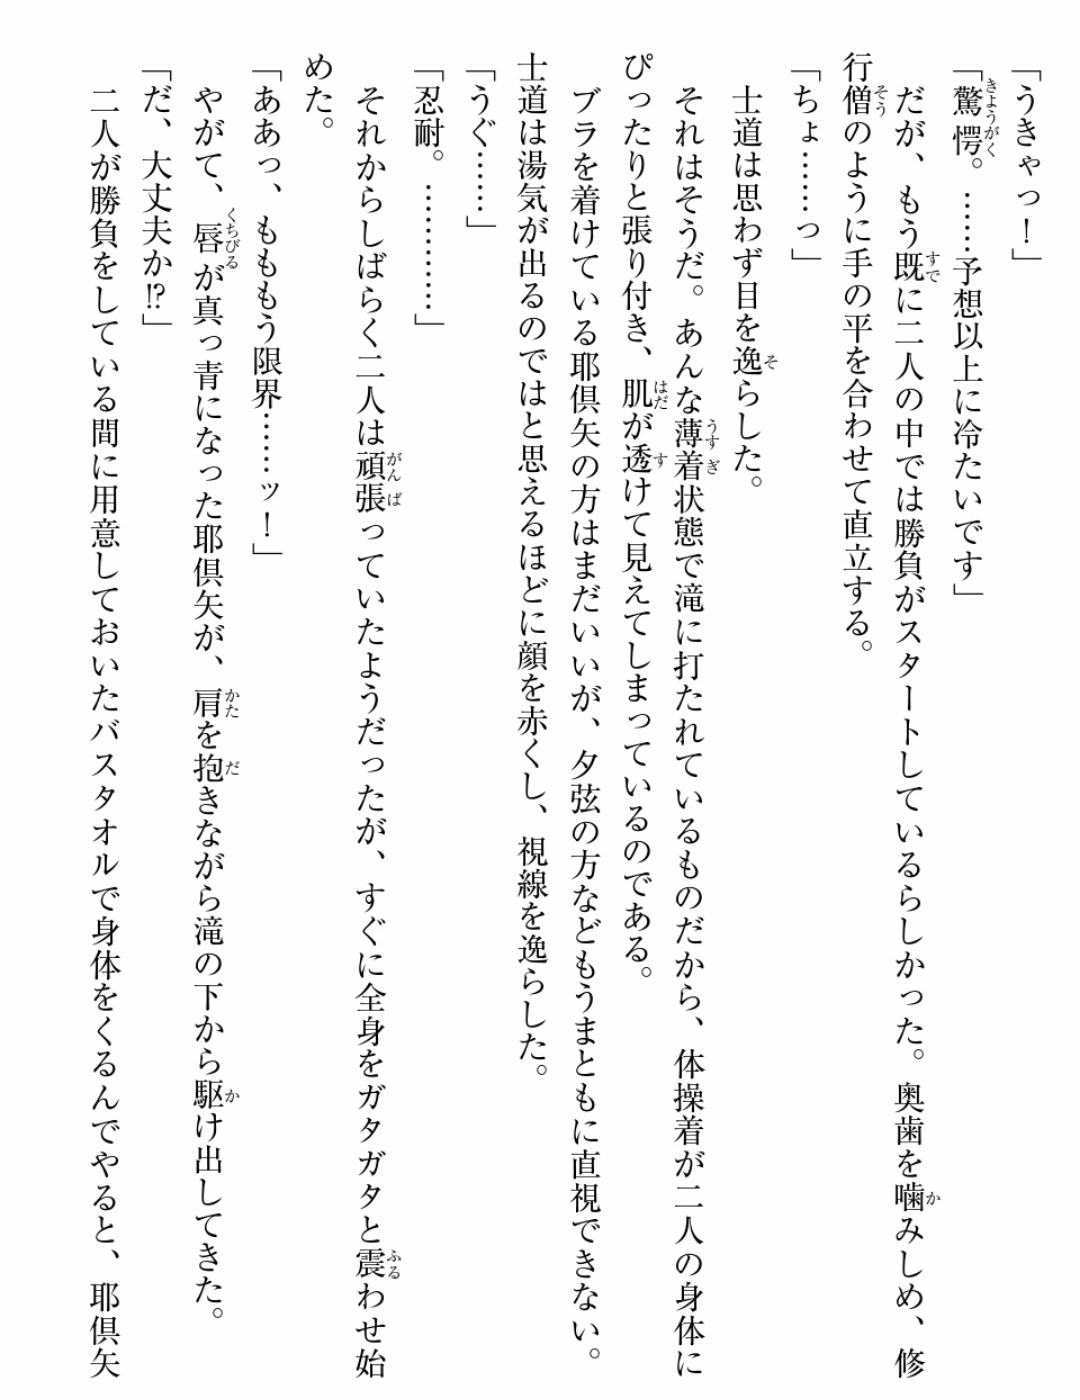 「うきゃっ！」
「驚愕。……予想以上に冷たいです」
だが、もう既に二人の中では勝負がスタートしているらしかった。奥歯を噛みしめ、修
行僧のように手の平を合わせて直立する。
「ちょ……っ」
士道は思わず目を逸らした。
それはそうだ。あんな薄着状態で滝に打たれているものだから、体操着が二人の身体に
ぴったりと張り付き、肌が透けて見えてしまっているのである。
ブラを着けている耶倶矢の方はまだいいが、夕弦の方などもうまともに直視できない。
士道は湯気が出るのではと思えるほどに顔を赤くし、視線を逸らした。
「うぐ……」
「忍耐。…………」
それからしばらく二人は頑張っていたようだったが、すぐに全身をガタガタと震わせ始
めた。
「ああっ、もももう限界……ッ！」
やがて、唇が真っ青になった耶倶矢が、肩を抱きながら滝の下から駆け出してきた。
「だ、大丈夫か⁉」
二人が勝負をしている間に用意しておいたバスタオルで身体をくるんでやると、耶倶矢